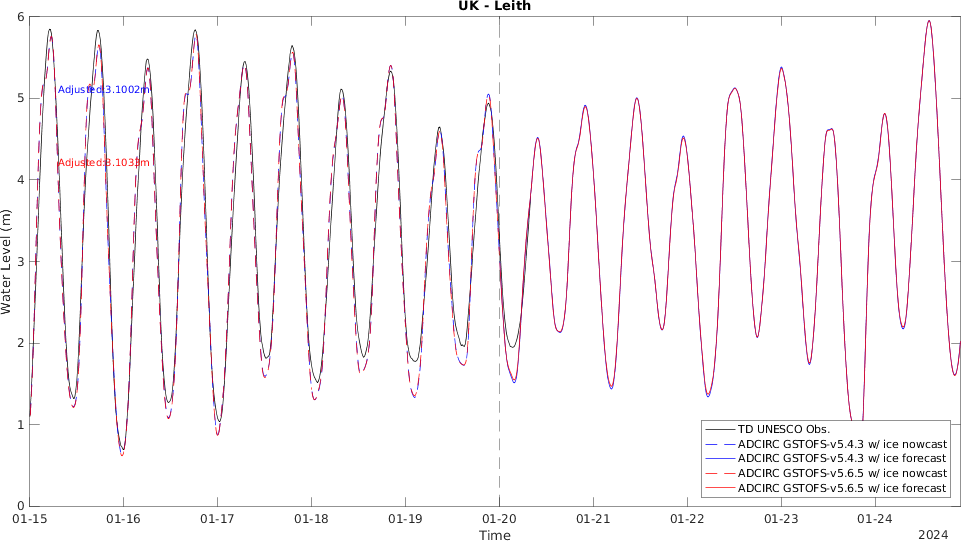 UK - Leith
6
5
4
3
2
1
0
Water Level (m)
Adjusted:3.1002m
Adjusted:3.1033m
TD UNESCO Obs.
ADCIRC GSTOFS-v5.4.3 w/ ice nowcast
ADCIRC GSTOFS-v5.4.3 w/ ice forecast
ADCIRC GSTOFS-v5.6.5 w/ ice nowcast
ADCIRC GSTOFS-v5.6.5 w/ ice forecast
01-15 01-16 01-17 01-18 01-19 01-20 01-21 01-22 01-23 01-24
Time
2024